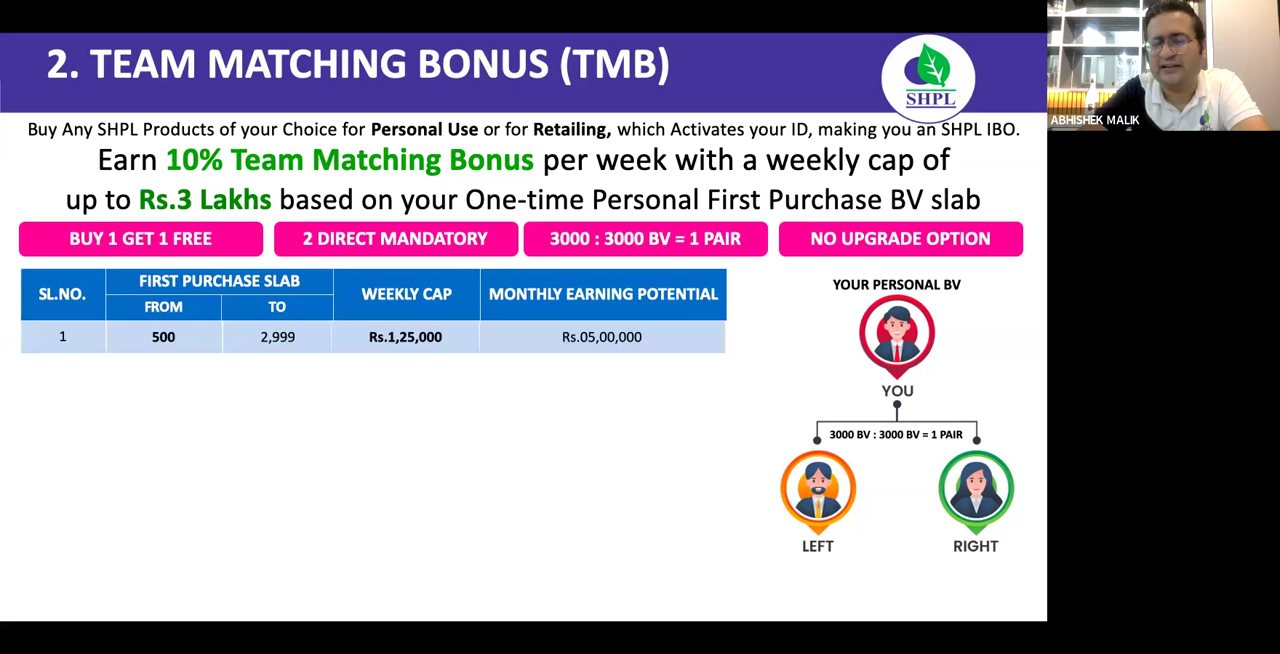 2. TEAM MATCHING BONUS (TMB)
SHPL
ABHISHEK MALIK
Buy Any SHPL Products of your Choice for Personal Use or for Retailing, which Activates your ID, making you an SHPL IBO.
Earn 10% Team Matching Bonus per week with a weekly cap of
up to Rs.3 Lakhs based on your One-time Personal First Purchase BV slab
BUY 1 GET 1 FREE
2 DIRECT MANDATORY
3000 : 3000 BV = 1 PAIR
NO UPGRADE OPTION
SL.NO.
FIRST PURCHASE SLAB
FROM
TO
WEEKLY CAP
MONTHLY EARNING POTENTIAL
1
500
2,999
Rs.1,25,000
Rs.05,00,000
YOUR PERSONAL BV
YOU
3000 BV : 3000 BV = 1 PAIR
LEFT
RIGHT